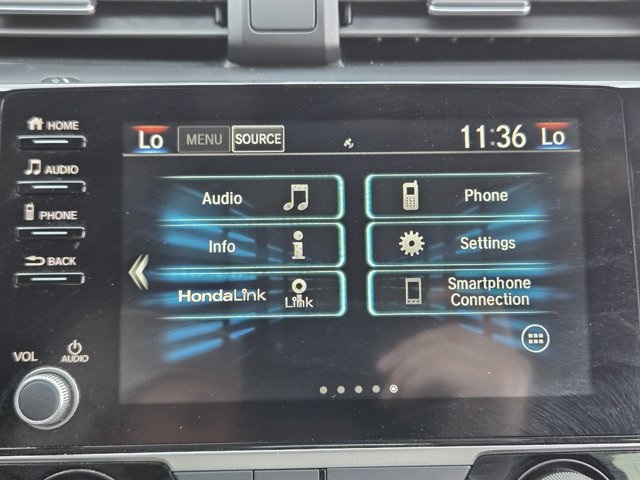 HOME
AUDIO
PHONE
BACK
VOL
AUDIO
Lo MENU SOURCE 11:36 Lo
Audio
Phone
Info
Settings
HondaLink
Link
Smartphone
Connection